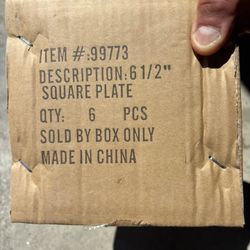 ITEM #:99773
DESCRIPTION:6 1/2"
SQUARE PLATE
QTY: 6 PCS
SOLD BY BOX ONLY
MADE IN CHINA